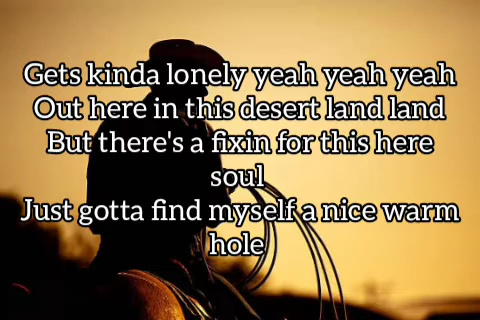 Gets kinda lonely yeah yeah yeah
Out here in this desert land land
But there's a fixin for this here
soul
Just gotta find myself a nice warm
hole